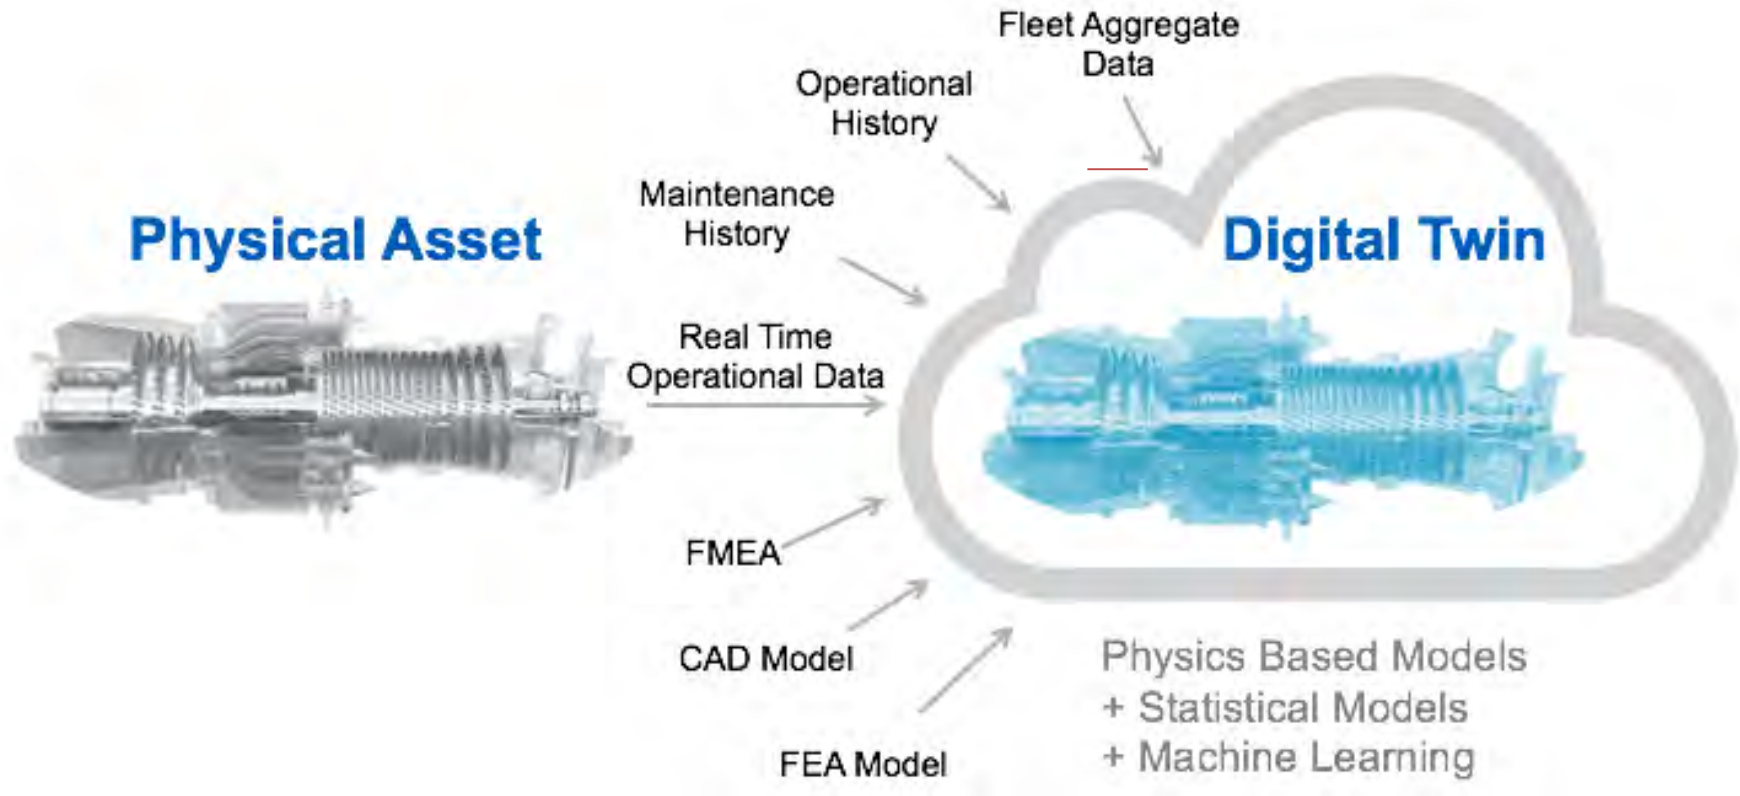 Fleet Aggregate
Data
Operational
History
Maintenance
History
Physical Asset
Digital Twin
Real Time
Operational Data
FMEA
CAD Model
FEA Model
Physics Based Models
+ Statistical Models
+ Machine Learning